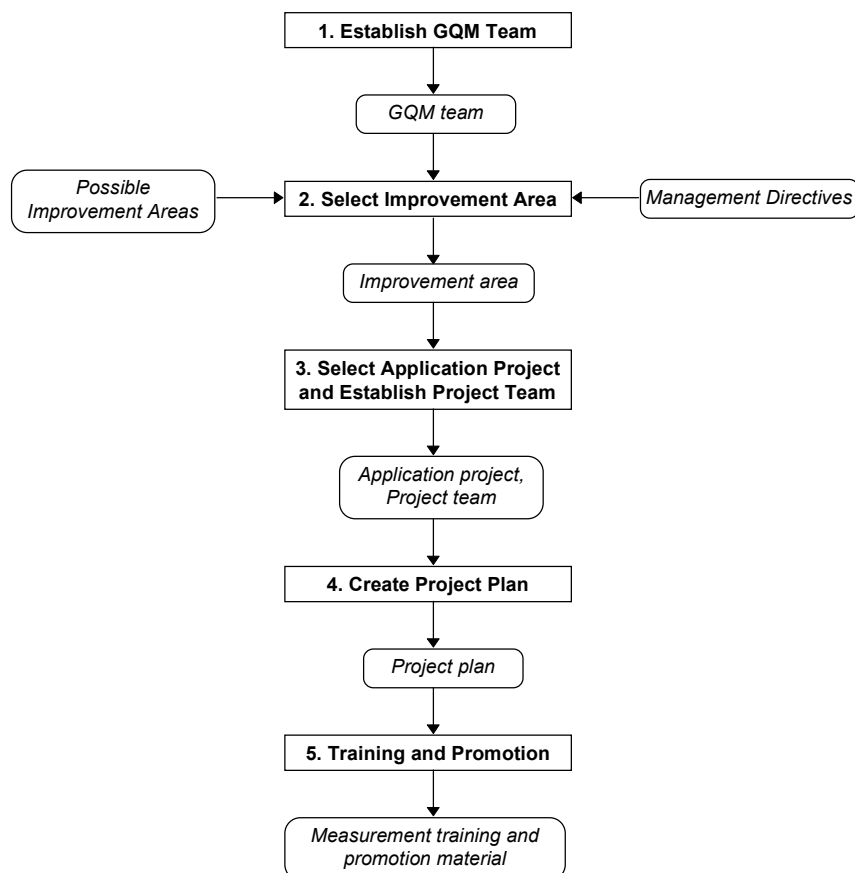 1. Establish GQM Team
GQM team
Possible
Improvement Areas
2. Select Improvement Area
Management Directives
Improvement area
3. Select Application Project
and Establish Project Team
Application project,
Project team
4. Create Project Plan
Project plan
5. Training and Promotion
Measurement training and
promotion material